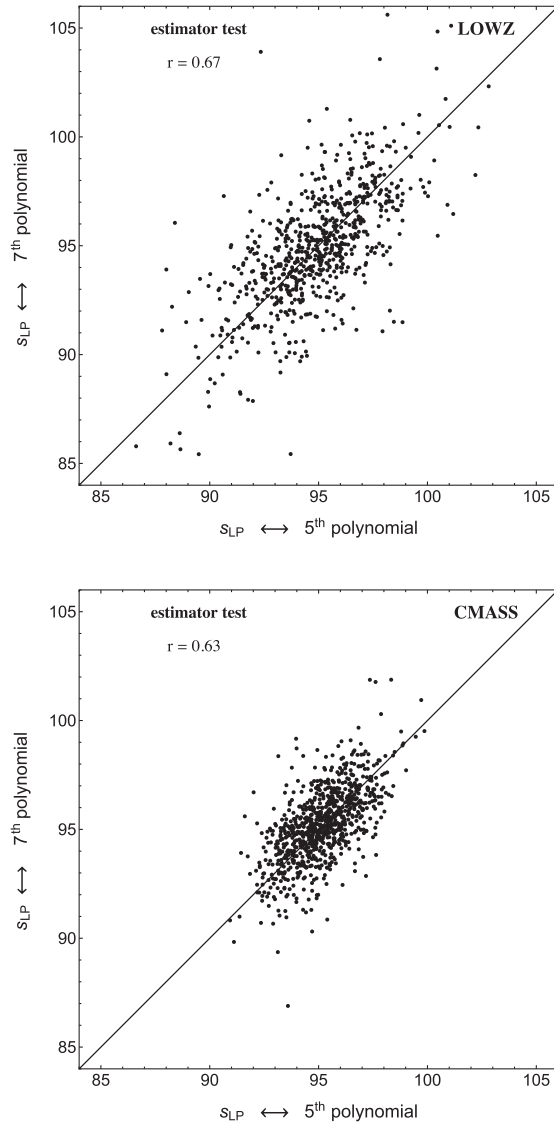 105
estimator test
LOWZ
r = 0.67
100
95
90
85
s_LP ⟷ 7th polynomial
85 90 95 100 105
s_LP ⟷ 5th polynomial
105
estimator test
CMASS
r = 0.63
100
95
90
85
s_LP ⟷ 7th polynomial
85 90 95 100 105
s_LP ⟷ 5th polynomial